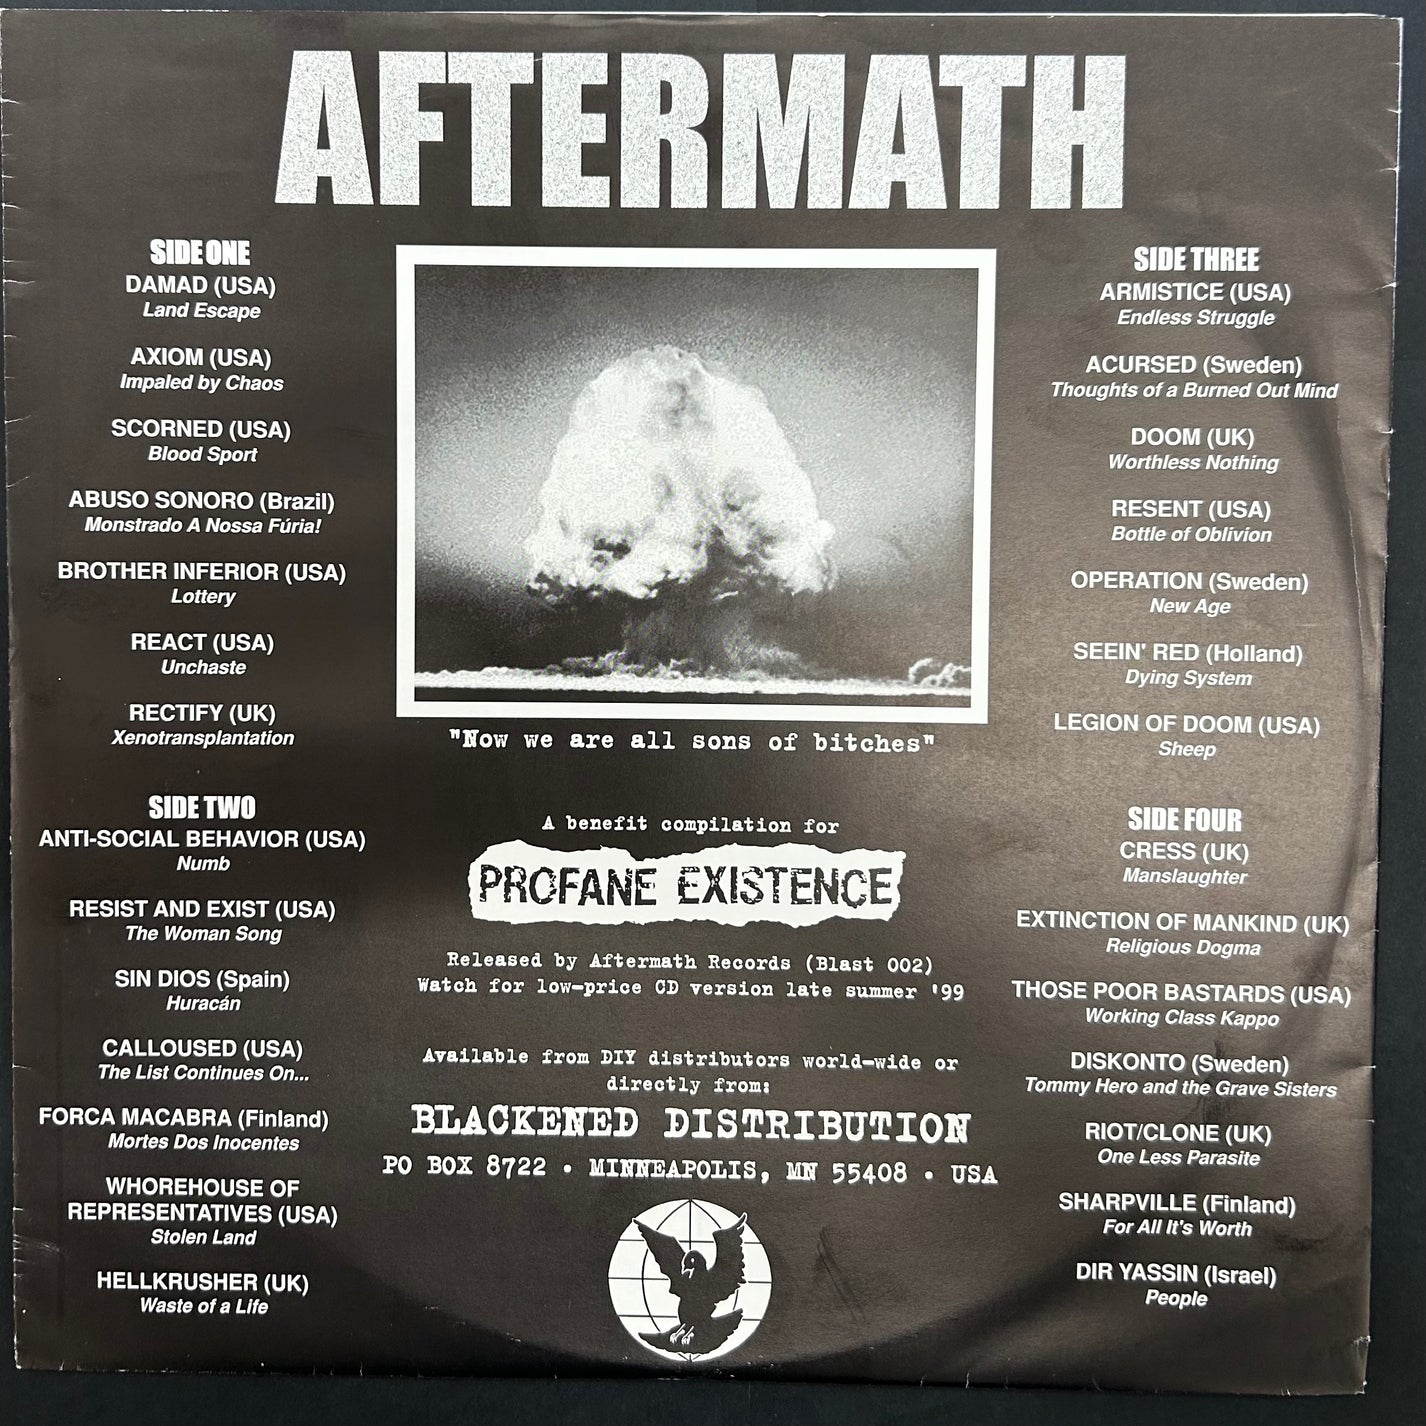 AFTERMATH
SIDE ONE
DAMAD (USA)
Land Escape
AXIOM (USA)
Impaled by Chaos
SCORNED (USA)
Blood Sport
ABUSO SONORO (Brazil)
Monstrado A Nossa Fúria!
BROTHER INFERIOR (USA)
Lottery
REACT (USA)
Unchaste
RECTIFY (UK)
Xenotransplantation
SIDE TWO
ANTI-SOCIAL BEHAVIOR (USA)
Numb
RESIST AND EXIST (USA)
The Woman Song
SIN DIOS (Spain)
Huracán
CALLOUSED (USA)
The List Continues On...
FORCA MACABRA (Finland)
Mortes Dos Inocentes
WHOREHOUSE OF
REPRESENTATIVES (USA)
Stolen Land
HELLKRUSHER (UK)
Waste of a Life
"Now we are all sons of bitches"
A benefit compilation for
PROFANE EXISTENCE
Released by Aftermath Records (Blast 002)
Watch for low-price CD version late summer '99
Available from DIY distributors world-wide or
directly from:
BLACKENED DISTRIBUTION
PO BOX 8722 • MINNEAPOLIS, MN 55408 • USA
SIDE THREE
ARMISTICE (USA)
Endless Struggle
ACURSED (Sweden)
Thoughts of a Burned Out Mind
DOOM (UK)
Worthless Nothing
RESENT (USA)
Bottle of Oblivion
OPERATION (Sweden)
New Age
SEEIN' RED (Holland)
Dying System
LEGION OF DOOM (USA)
Sheep
SIDE FOUR
CRESS (UK)
Manslaughter
EXTINCTION OF MANKIND (UK)
Religious Dogma
THOSE POOR BASTARDS (USA)
Working Class Kappo
DISKONTO (Sweden)
Tommy Hero and the Grave Sisters
RIOT/CLONE (UK)
One Less Parasite
SHARPVILLE (Finland)
For All It's Worth
DIR YASSIN (Israel)
People